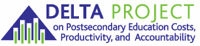 DELTA PROJECT
on Postsecondary Education Costs,
Productivity, and Accountability